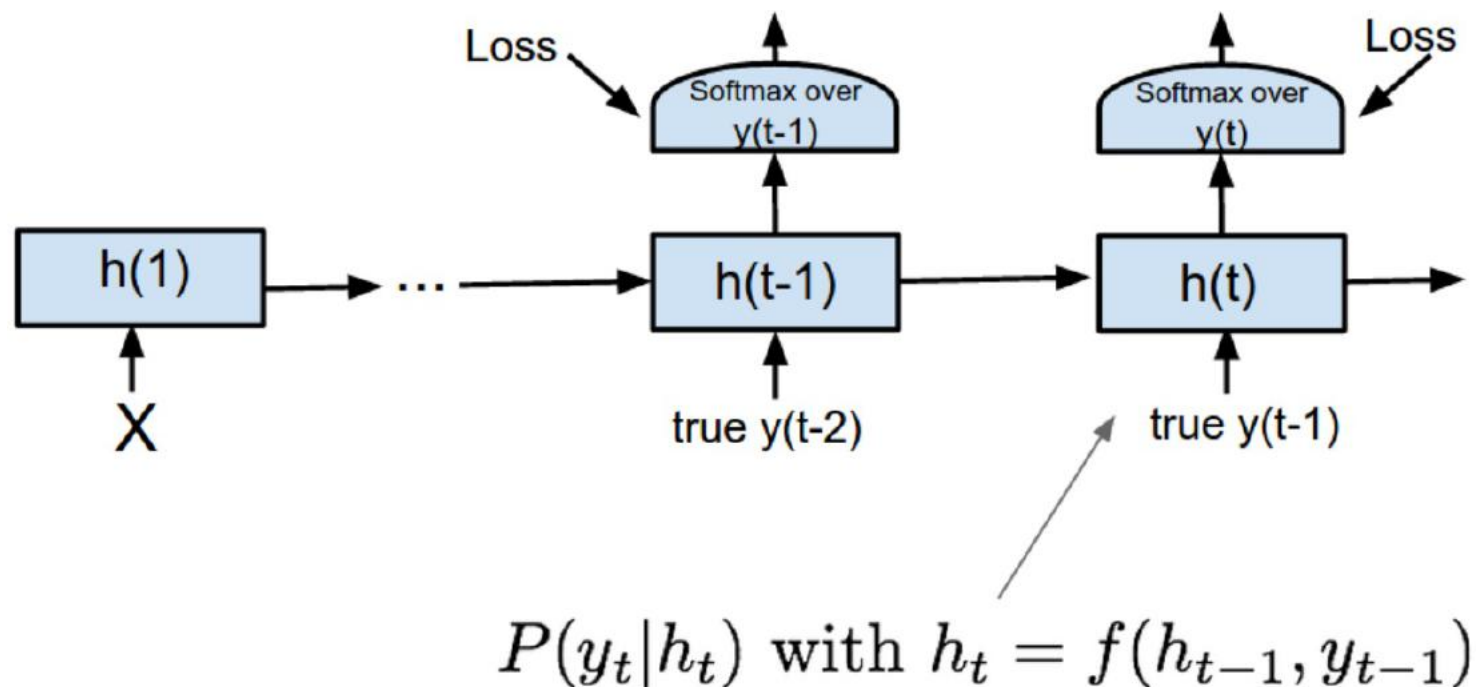 Loss
Softmax over
y(t-1)
Softmax over
y(t)
Loss
h(1)
...
h(t-1)
h(t)
X
true y(t-2)
true y(t-1)
P(y_t|h_t) with h_t = f(h_{t-1}, y_{t-1})